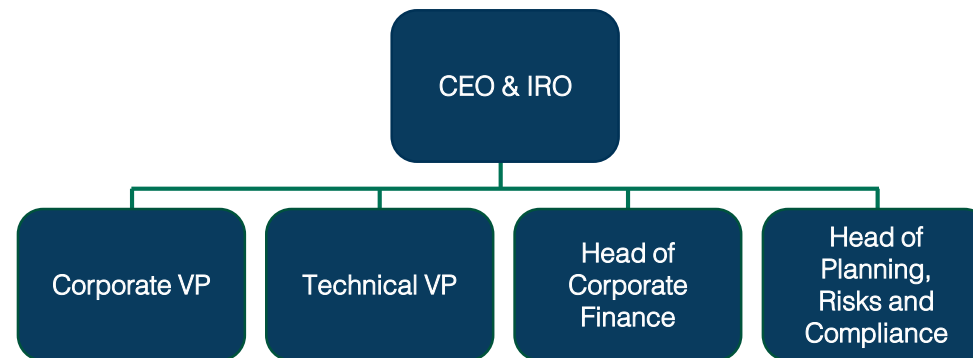 CEO & IRO
Corporate VP
Technical VP
Head of
Corporate
Finance
Head of
Planning,
Risks and
Compliance